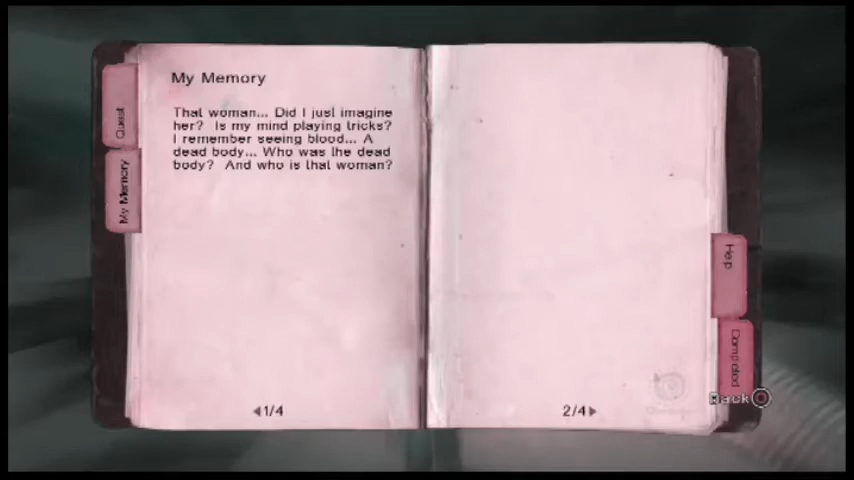 My Memory
That woman... Did I just imagine
her? Is my mind playing tricks?
I remember seeing blood... A
dead body... Who was the dead
body? And who is that woman?
Quest
My Memory
Help
Completed
Back
1/4
2/4